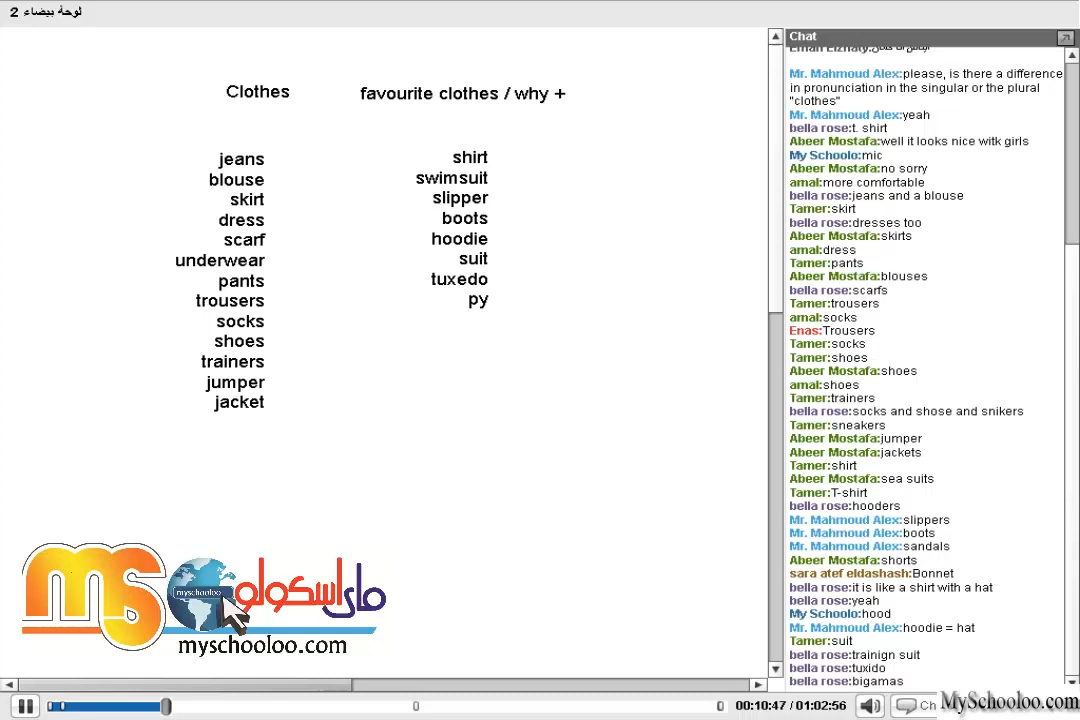 لوحة بيضاء 2
Clothes
favourite clothes / why +
jeans
blouse
skirt
dress
scarf
underwear
pants
trousers
socks
shoes
trainers
jumper
jacket
shirt
swimsuit
slipper
boots
hoodie
suit
tuxedo
py
ms
myschooloo
ماي اسكولو
myschooloo.com
Chat
Mr. Mahmoud Alex:please, is there a difference
in pronunciation in the singular or the plural
"clothes"
Mr. Mahmoud Alex:yeah
bella rose:t. shirt
Abeer Mostafa:well it looks nice witk girls
My Schoolo:mic
Abeer Mostafa:no sorry
amal:more comfortable
bella rose:jeans and a blouse
Tamer:skirt
bella rose:dresses too
Abeer Mostafa:skirts
amal:dress
Tamer:pants
Abeer Mostafa:blouses
bella rose:scarfs
Tamer:trousers
amal:socks
Enas:Trousers
Tamer:socks
Tamer:shoes
Abeer Mostafa:shoes
amal:shoes
Tamer:trainers
bella rose:socks and shose and snikers
Tamer:sneakers
Abeer Mostafa:jumper
Abeer Mostafa:jackets
Tamer:shirt
Abeer Mostafa:sea suits
Tamer:T-shirt
bella rose:hooders
Mr. Mahmoud Alex:slippers
Mr. Mahmoud Alex:boots
Mr. Mahmoud Alex:sandals
Abeer Mostafa:shorts
sara atef eldashash:Bonnet
bella rose:it is like a shirt with a hat
bella rose:yeah
My Schoolo:hood
Mr. Mahmoud Alex:hoodie = hat
Tamer:suit
bella rose:trainign suit
bella rose:tuxido
bella rose:bigamas
00:10:47 / 01:02:56
Ch
MySchooloo.com